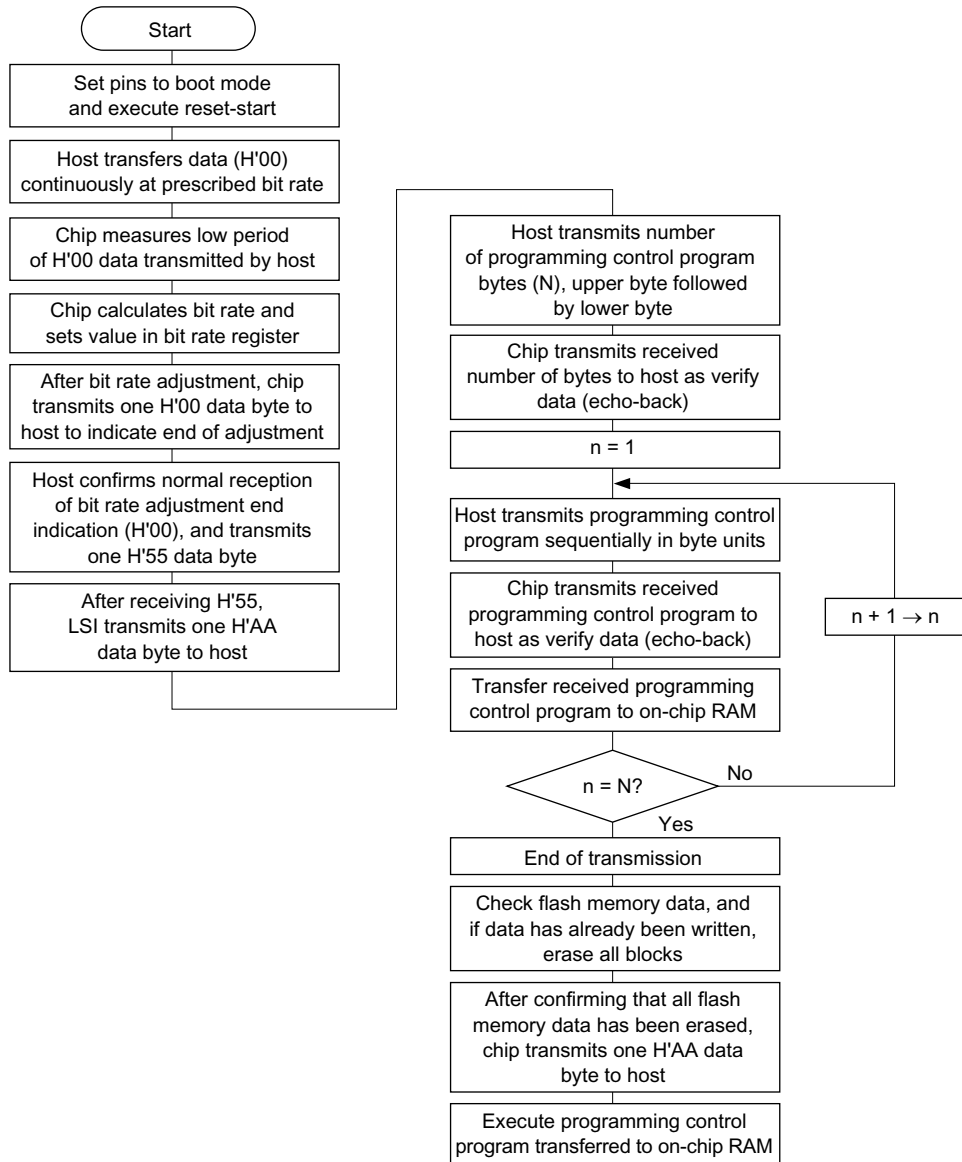 Start
Set pins to boot mode
and execute reset-start
Host transfers data (H'00)
continuously at prescribed bit rate
Chip measures low period
of H'00 data transmitted by host
Chip calculates bit rate and
sets value in bit rate register
After bit rate adjustment, chip
transmits one H'00 data byte to
host to indicate end of adjustment
Host confirms normal reception
of bit rate adjustment end
indication (H'00), and transmits
one H'55 data byte
After receiving H'55,
LSI transmits one H'AA
data byte to host
Host transmits number
of programming control program
bytes (N), upper byte followed
by lower byte
Chip transmits received
number of bytes to host as verify
data (echo-back)
n = 1
Host transmits programming control
program sequentially in byte units
Chip transmits received
programming control program to
host as verify data (echo-back)
n + 1 → n
Transfer received programming
control program to on-chip RAM
n = N?
No
Yes
End of transmission
Check flash memory data, and
if data has already been written,
erase all blocks
After confirming that all flash
memory data has been erased,
chip transmits one H'AA data
byte to host
Execute programming control
program transferred to on-chip RAM